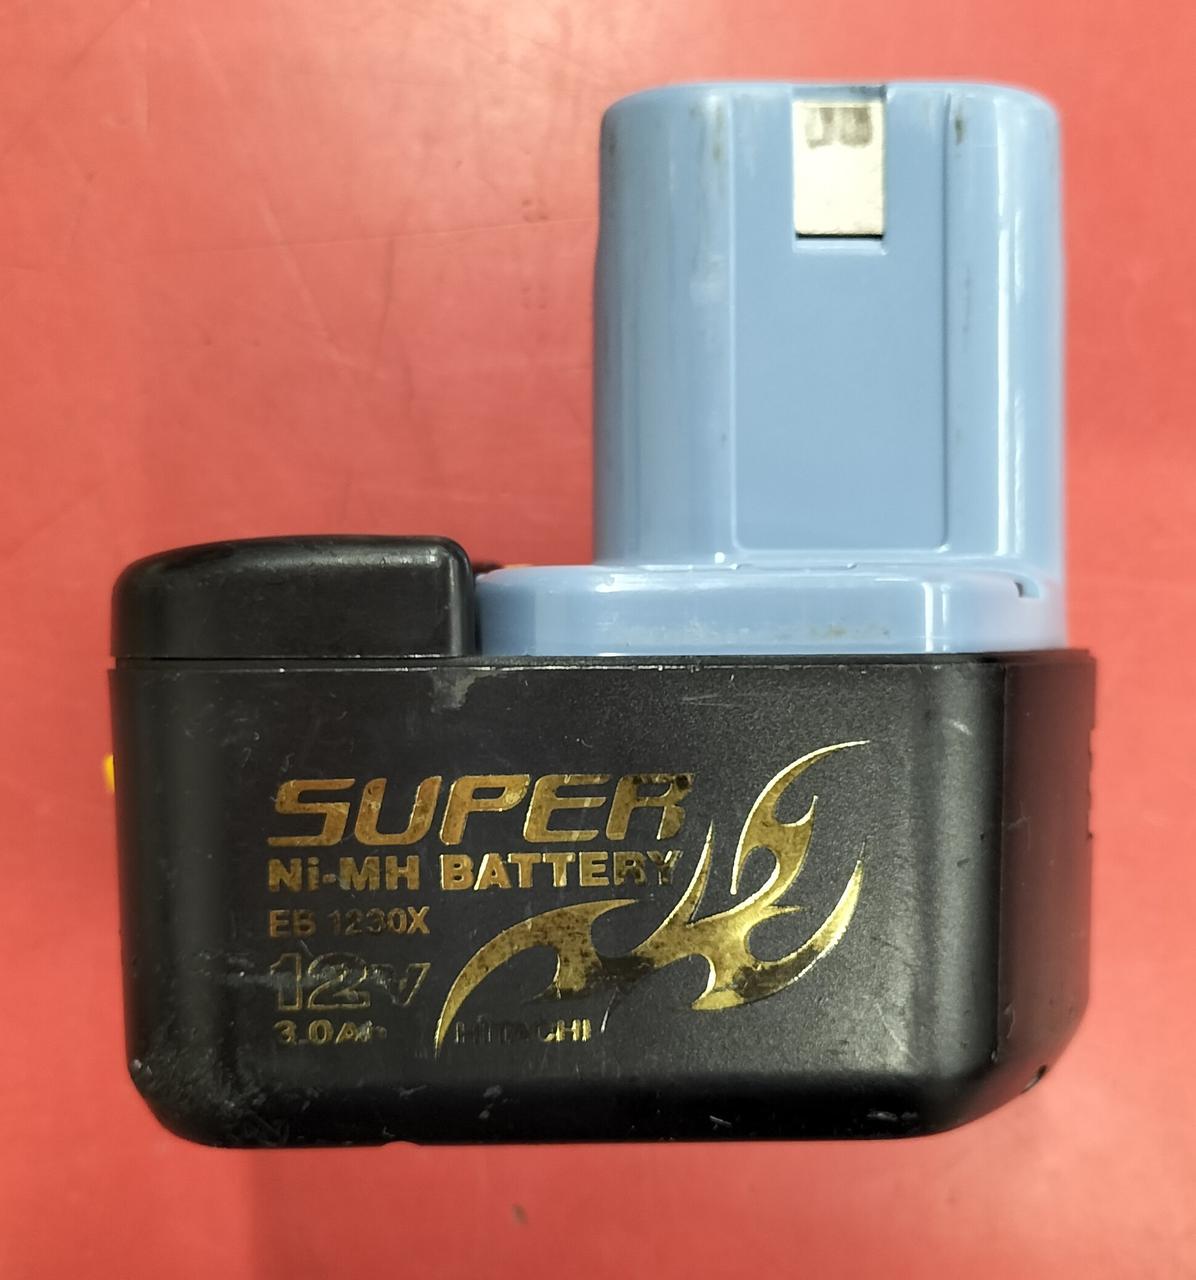 SUPER
Ni-MH BATTERY
EB 1230X
12V
3.0Ah
HITACHI